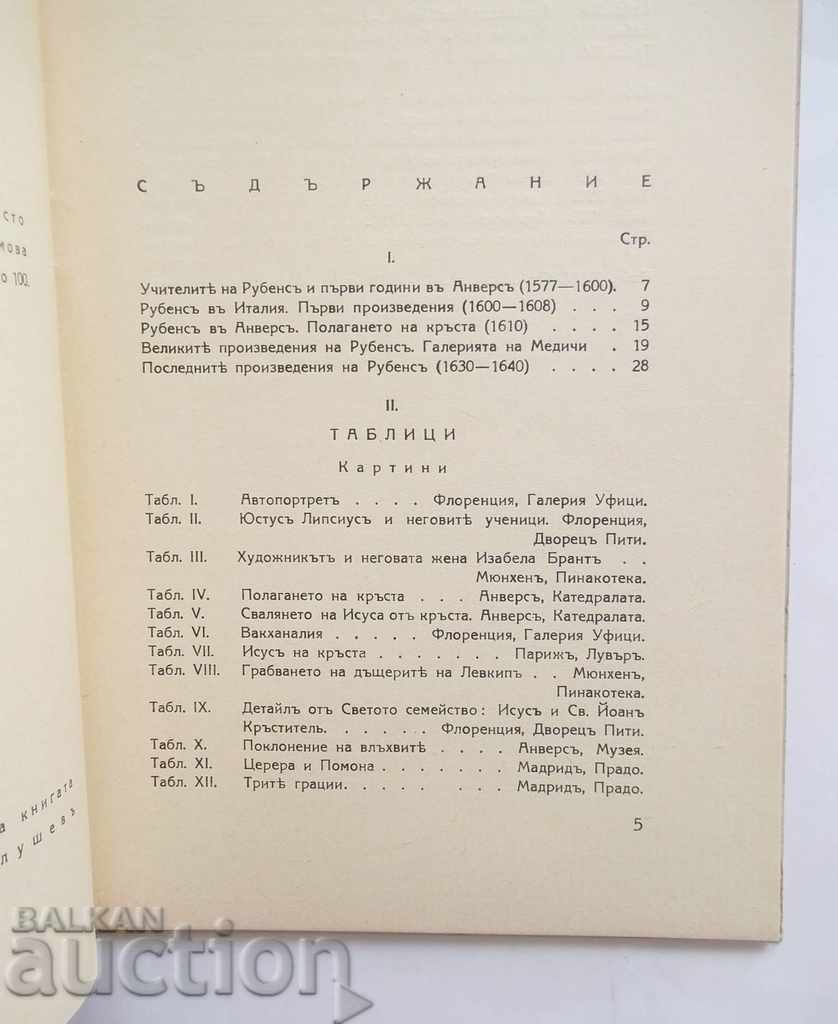 сто
мова
о 100.
а книгата
лушевъ
СЪДЪРЖАНИЕ
Стр.
I.
Учителитѣ на Рубенсъ и първи години въ Анверсъ (1577—1600). 7
Рубенсъ въ Италия. Първи произведения (1600—1608) . . . 9
Рубенсъ въ Анверсъ. Полагането на кръста (1610) . . . . 15
Великитѣ произведения на Рубенсъ. Галерията на Медичи . 19
Последнитѣ произведения на Рубенсъ (1630—1640) . . . . 28
II.
ТАБЛИЦИ
Картини
Табл. I. Автопортретъ . . . . Флоренция, Галерия Уфици.
Табл. II. Юстусъ Липсиусъ и неговитѣ ученици. Флоренция,
Дворецъ Пити.
Табл. III. Художникътъ и неговата жена Изабела Брантъ . .
Мюнхенъ, Пинакотека.
Табл. IV. Полагането на кръста . . . Анверсъ, Катедралата.
Табл. V. Свалянето на Исуса отъ кръста. Анверсъ, Катедралата.
Табл. VI. Вакханалия . . . . . Флоренция, Галерия Уфици.
Табл. VII. Исусъ на кръста . . . . . . . Парижъ, Лувъръ.
Табл. VIII. Грабването на дъщеритѣ на Левкипъ . . Мюнхенъ,
Пинакотека.
Табл. IX. Детайлъ отъ Светото семейство: Исусъ и Св. Йоанъ
Кръститель. . . . . . Флоренция, Дворецъ Пити.
Табл. X. Поклонение на влъхвитѣ . . . . Анверсъ, Музея.
Табл. XI. Церера и Помона . . . . . . . Мадридъ, Прадо.
Табл. XII. Тритѣ грации. . . . . . . . Мадридъ, Прадо.
5
BALKAN
auction